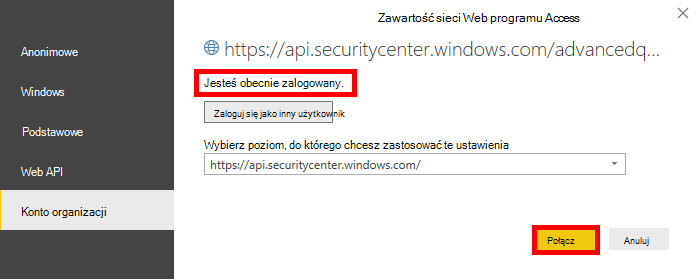 Zawartość sieci Web programu Access
Anonimowe
Windows
Podstawowe
Web API
Konto organizacji
https://api.securitycenter.windows.com/advancedq...
Jesteś obecnie zalogowany.
Zaloguj się jako inny użytkownik
Wybierz poziom, do którego chcesz zastosować te ustawienia
https://api.securitycenter.windows.com/
Połącz
Anuluj